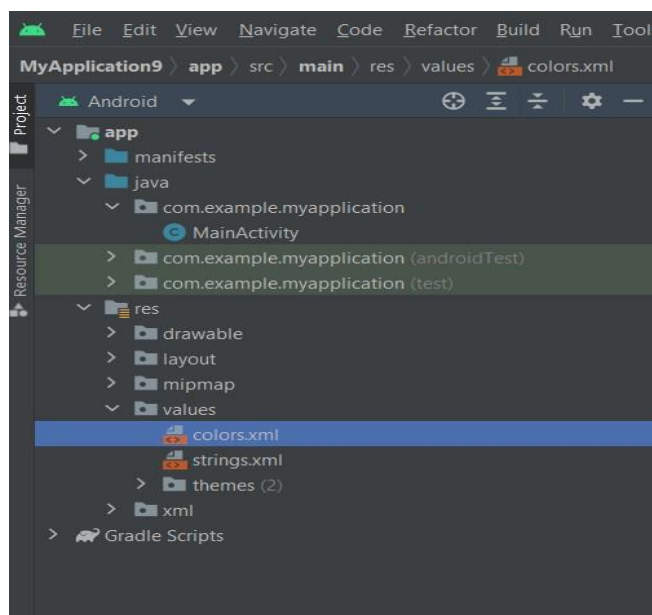 File Edit View Navigate Code Refactor Build Run Tool
MyApplication9 〉 app 〉 src 〉 main 〉 res 〉 values 〉 colors.xml
Project
Resource Manager
Android
app
manifests
java
com.example.myapplication
C MainActivity
com.example.myapplication (androidTest)
com.example.myapplication (test)
res
drawable
layout
mipmap
values
colors.xml
strings.xml
themes (2)
xml
Gradle Scripts